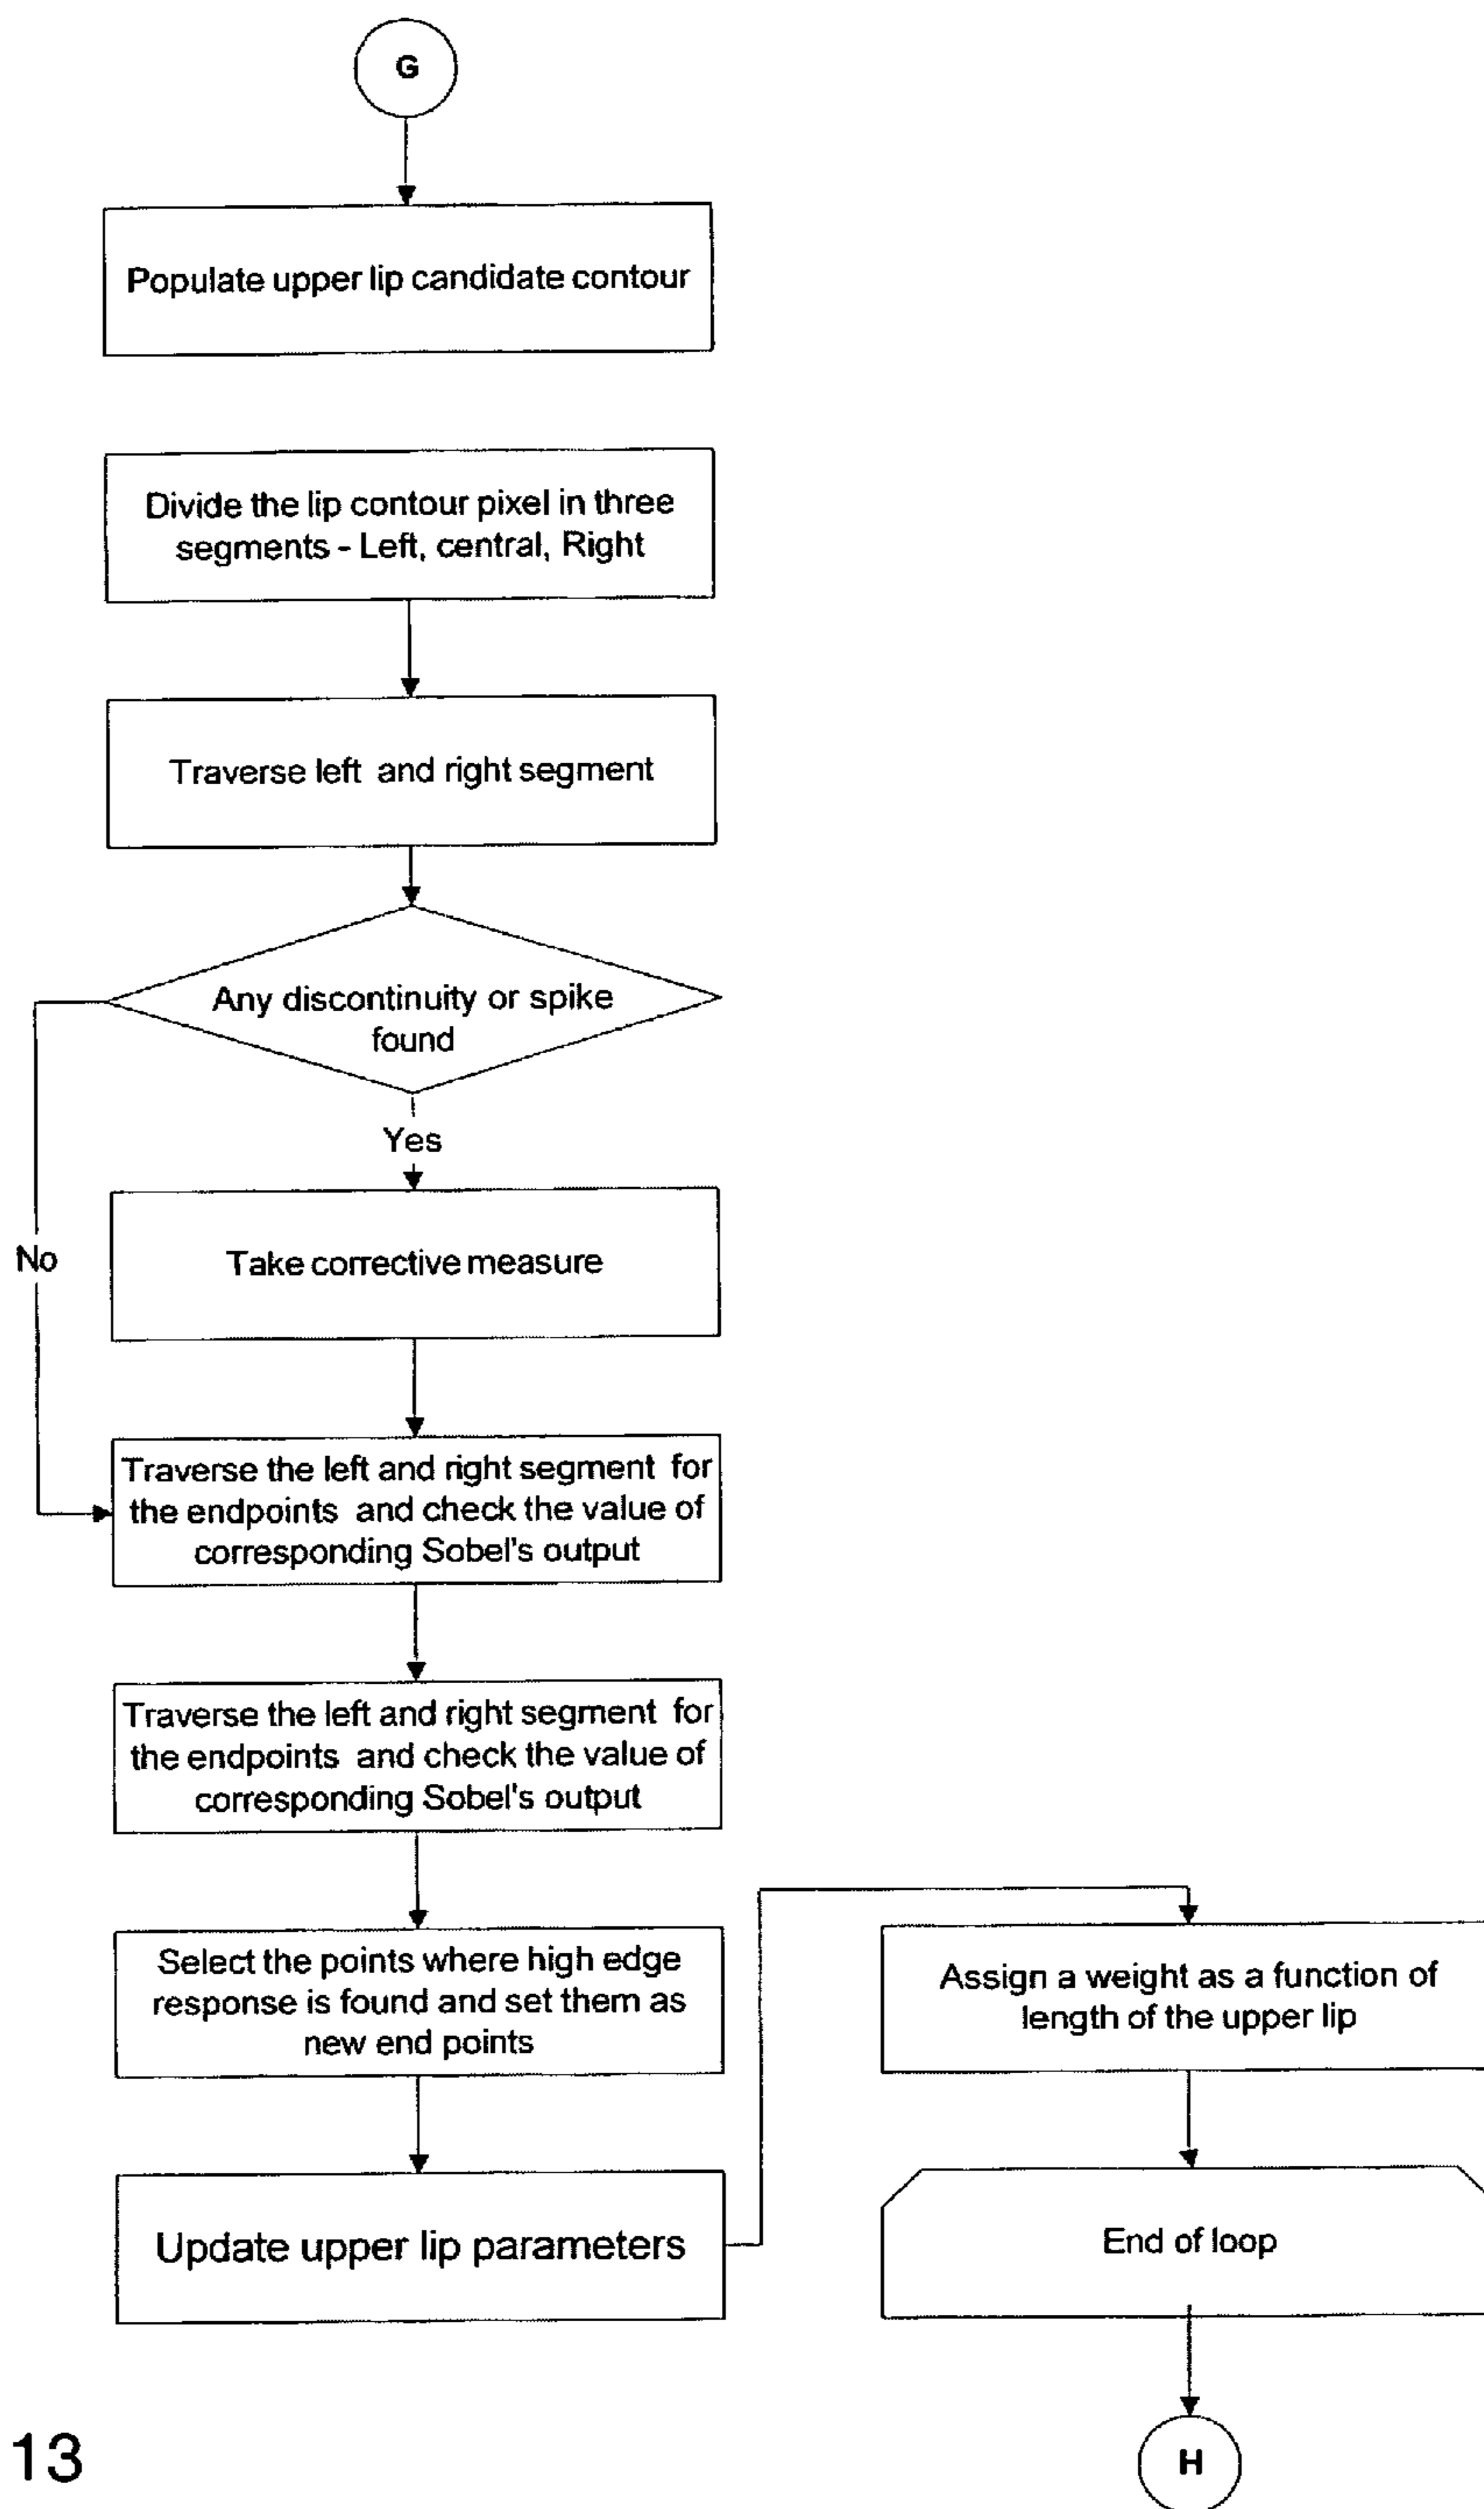 G
Populate upper lip candidate contour
Divide the lip contour pixel in three
segments - Left, central, Right
Traverse left and right segment
Any discontinuity or spike
found
Yes
No
Take corrective measure
Traverse the left and right segment for
the endpoints and check the value of
corresponding Sobel's output
Traverse the left and right segment for
the endpoints and check the value of
corresponding Sobel's output
Select the points where high edge
response is found and set them as
new end points
Update upper lip parameters
Assign a weight as a function of
length of the upper lip
End of loop
H
13